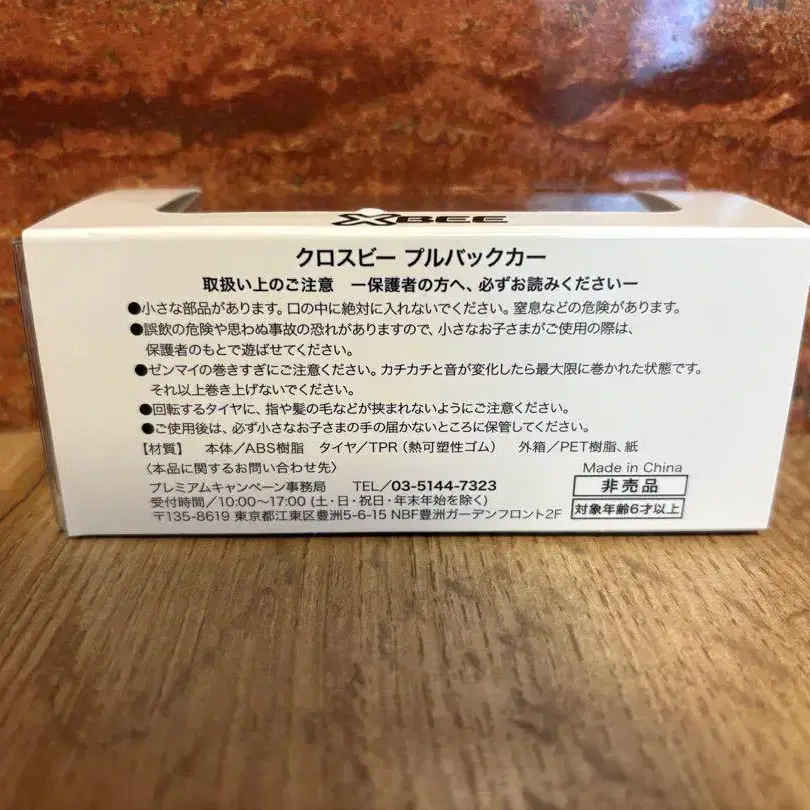 XBEE
クロスビー プルバックカー
取扱い上のご注意 ー保護者の方へ、必ずお読みくださいー
●小さな部品があります。口の中に絶対に入れないでください。窒息などの危険があります。
●誤飲の危険や思わぬ事故の恐れがありますので、小さなお子さまがご使用の際は、
保護者のもとで遊ばせてください。
●ゼンマイの巻きすぎにご注意ください。カチカチと音が変化したら最大限に巻かれた状態です。
それ以上巻き上げないでください。
●回転するタイヤに、指や髪の毛などが挟まれないようにご注意ください。
●ご使用後は、必ず小さなお子さまの手の届かないところに保管してください。
【材質】 本体／ABS樹脂 タイヤ／TPR（熱可塑性ゴム） 外箱／PET樹脂、紙
〈本品に関するお問い合わせ先〉
Made in China
プレミアムキャンペーン事務局 TEL／03-5144-7323
非売品
受付時間／10:00〜17:00 (土・日・祝日・年末年始を除く)
〒135-8619 東京都江東区豊洲5-6-15 NBF豊洲ガーデンフロント2F
対象年齢6才以上